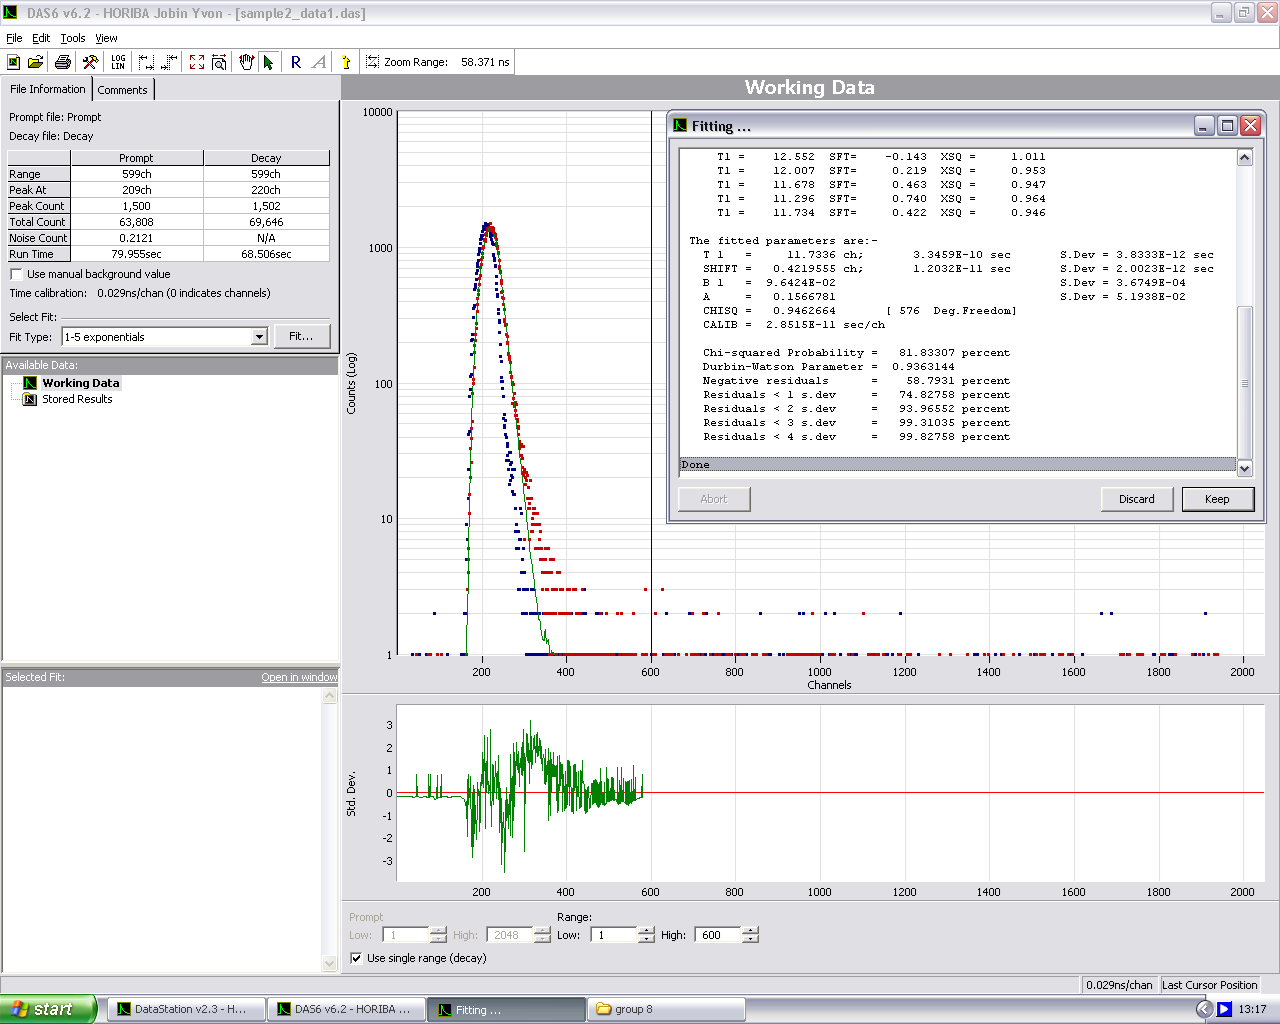 DAS6 v6.2 - HORIBA Jobin Yvon - [sample2_data1.das]
File Edit Tools View
LOG LIN R A Zoom Range: 58.371 ns
File Information Comments
Prompt file: Prompt
Decay file: Decay
Prompt Decay
Range 599ch 599ch
Peak At 209ch 220ch
Peak Count 1,500 1,502
Total Count 63,808 69,646
Noise Count 0.2121 N/A
Run Time 79.955sec 68.506sec
Use manual background value
Time calibration: 0.029ns/chan (0 indicates channels)
Select Fit:
Fit Type: 1-5 exponentials Fit...
Available Data:
Working Data
Stored Results
Selected Fit: Open in window
Working Data
10000
1000
100
10
1
Counts (Log)
200 400 600 800 1000 1200 1400 1600 1800 2000
Channels
Fitting ...
T1 = 12.552 SFT= -0.143 XSQ = 1.011
T1 = 12.007 SFT= 0.219 XSQ = 0.953
T1 = 11.678 SFT= 0.463 XSQ = 0.947
T1 = 11.296 SFT= 0.740 XSQ = 0.964
T1 = 11.734 SFT= 0.422 XSQ = 0.946
The fitted parameters are:-
T 1 = 11.7336 ch; 3.3459E-10 sec S.Dev = 3.8333E-12 sec
SHIFT = 0.4219555 ch; 1.2032E-11 sec S.Dev = 2.0023E-12 sec
B 1 = 9.6424E-02 S.Dev = 3.6749E-04
A = 0.1566781 S.Dev = 5.1938E-02
CHISQ = 0.9462664 [ 576 Deg.Freedom]
CALIB = 2.8515E-11 sec/ch
Chi-squared Probability = 81.83307 percent
Durbin-Watson Parameter = 0.9363144
Negative residuals = 58.7931 percent
Residuals < 1 s.dev = 74.82758 percent
Residuals < 2 s.dev = 93.96552 percent
Residuals < 3 s.dev = 99.31035 percent
Residuals < 4 s.dev = 99.82758 percent
Done
Abort Discard Keep
3
2
1
0
-1
-2
-3
Std. Dev.
200 400 600 800 1000 1200 1400 1600 1800 2000
Prompt Range:
Low: 1 High: 2048 Low: 1 High: 600
Use single range (decay)
0.029ns/chan Last Cursor Position
start DataStation v2.3 - H... DAS6 v6.2 - HORIBA ... Fitting ... group 8 13:17